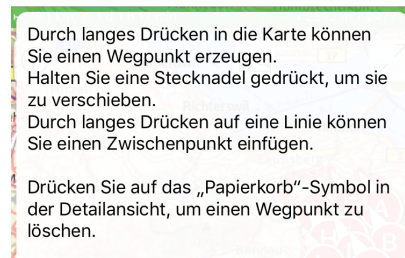 Durch langes Drücken in die Karte können
Sie einen Wegpunkt erzeugen.
Halten Sie eine Stecknadel gedrückt, um sie
zu verschieben.
Durch langes Drücken auf eine Linie können
Sie einen Zwischenpunkt einfügen.

Drücken Sie auf das „Papierkorb“-Symbol in
der Detailansicht, um einen Wegpunkt zu
löschen.